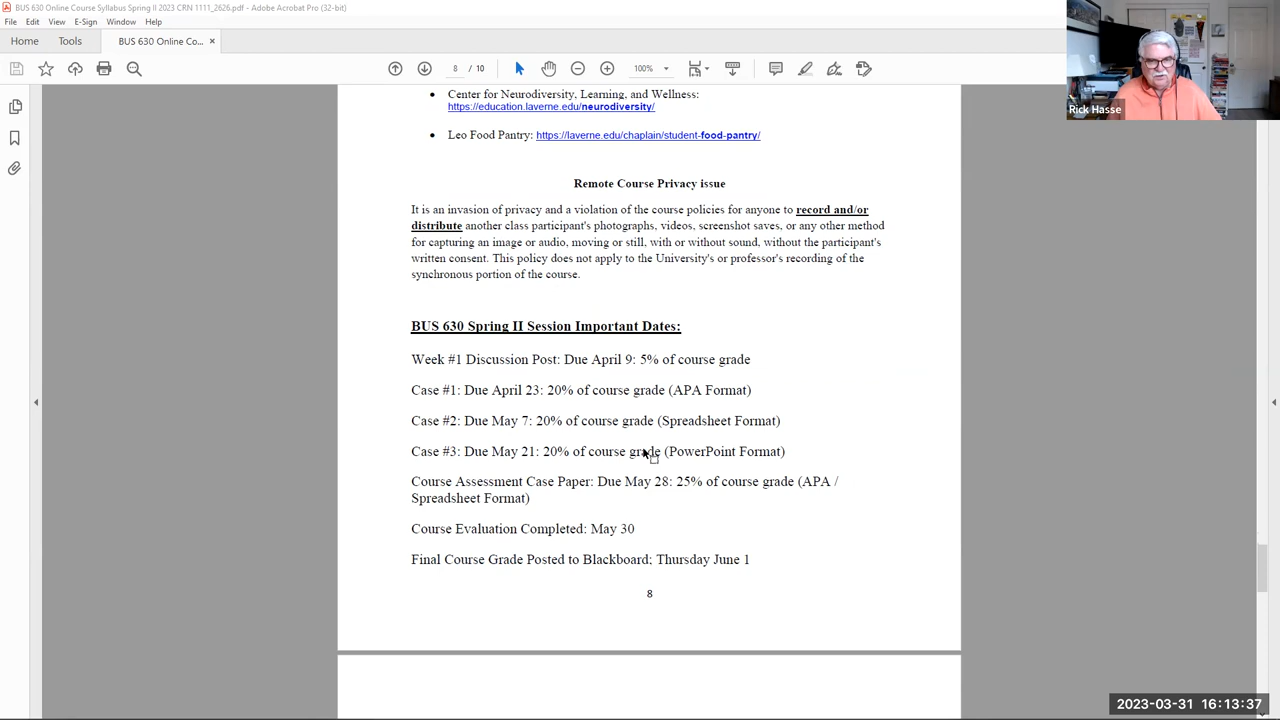 BUS 630 Online Course Syllabus Spring II 2023 CRN 1111_2626.pdf - Adobe Acrobat Pro (32-bit)
File Edit View E-Sign Window Help
Home Tools BUS 630 Online Co... ×
8 / 10 100%
Rick Hasse
• Center for Neurodiversity, Learning, and Wellness:
https://education.laverne.edu/neurodiversity/
• Leo Food Pantry: https://laverne.edu/chaplain/student-food-pantry/
Remote Course Privacy issue
It is an invasion of privacy and a violation of the course policies for anyone to record and/or
distribute another class participant's photographs, videos, screenshot saves, or any other method
for capturing an image or audio, moving or still, with or without sound, without the participant's
written consent. This policy does not apply to the University's or professor's recording of the
synchronous portion of the course.
BUS 630 Spring II Session Important Dates:
Week #1 Discussion Post: Due April 9: 5% of course grade
Case #1: Due April 23: 20% of course grade (APA Format)
Case #2: Due May 7: 20% of course grade (Spreadsheet Format)
Case #3: Due May 21: 20% of course grade (PowerPoint Format)
Course Assessment Case Paper: Due May 28: 25% of course grade (APA /
Spreadsheet Format)
Course Evaluation Completed: May 30
Final Course Grade Posted to Blackboard; Thursday June 1
8
2023-03-31 16:13:37